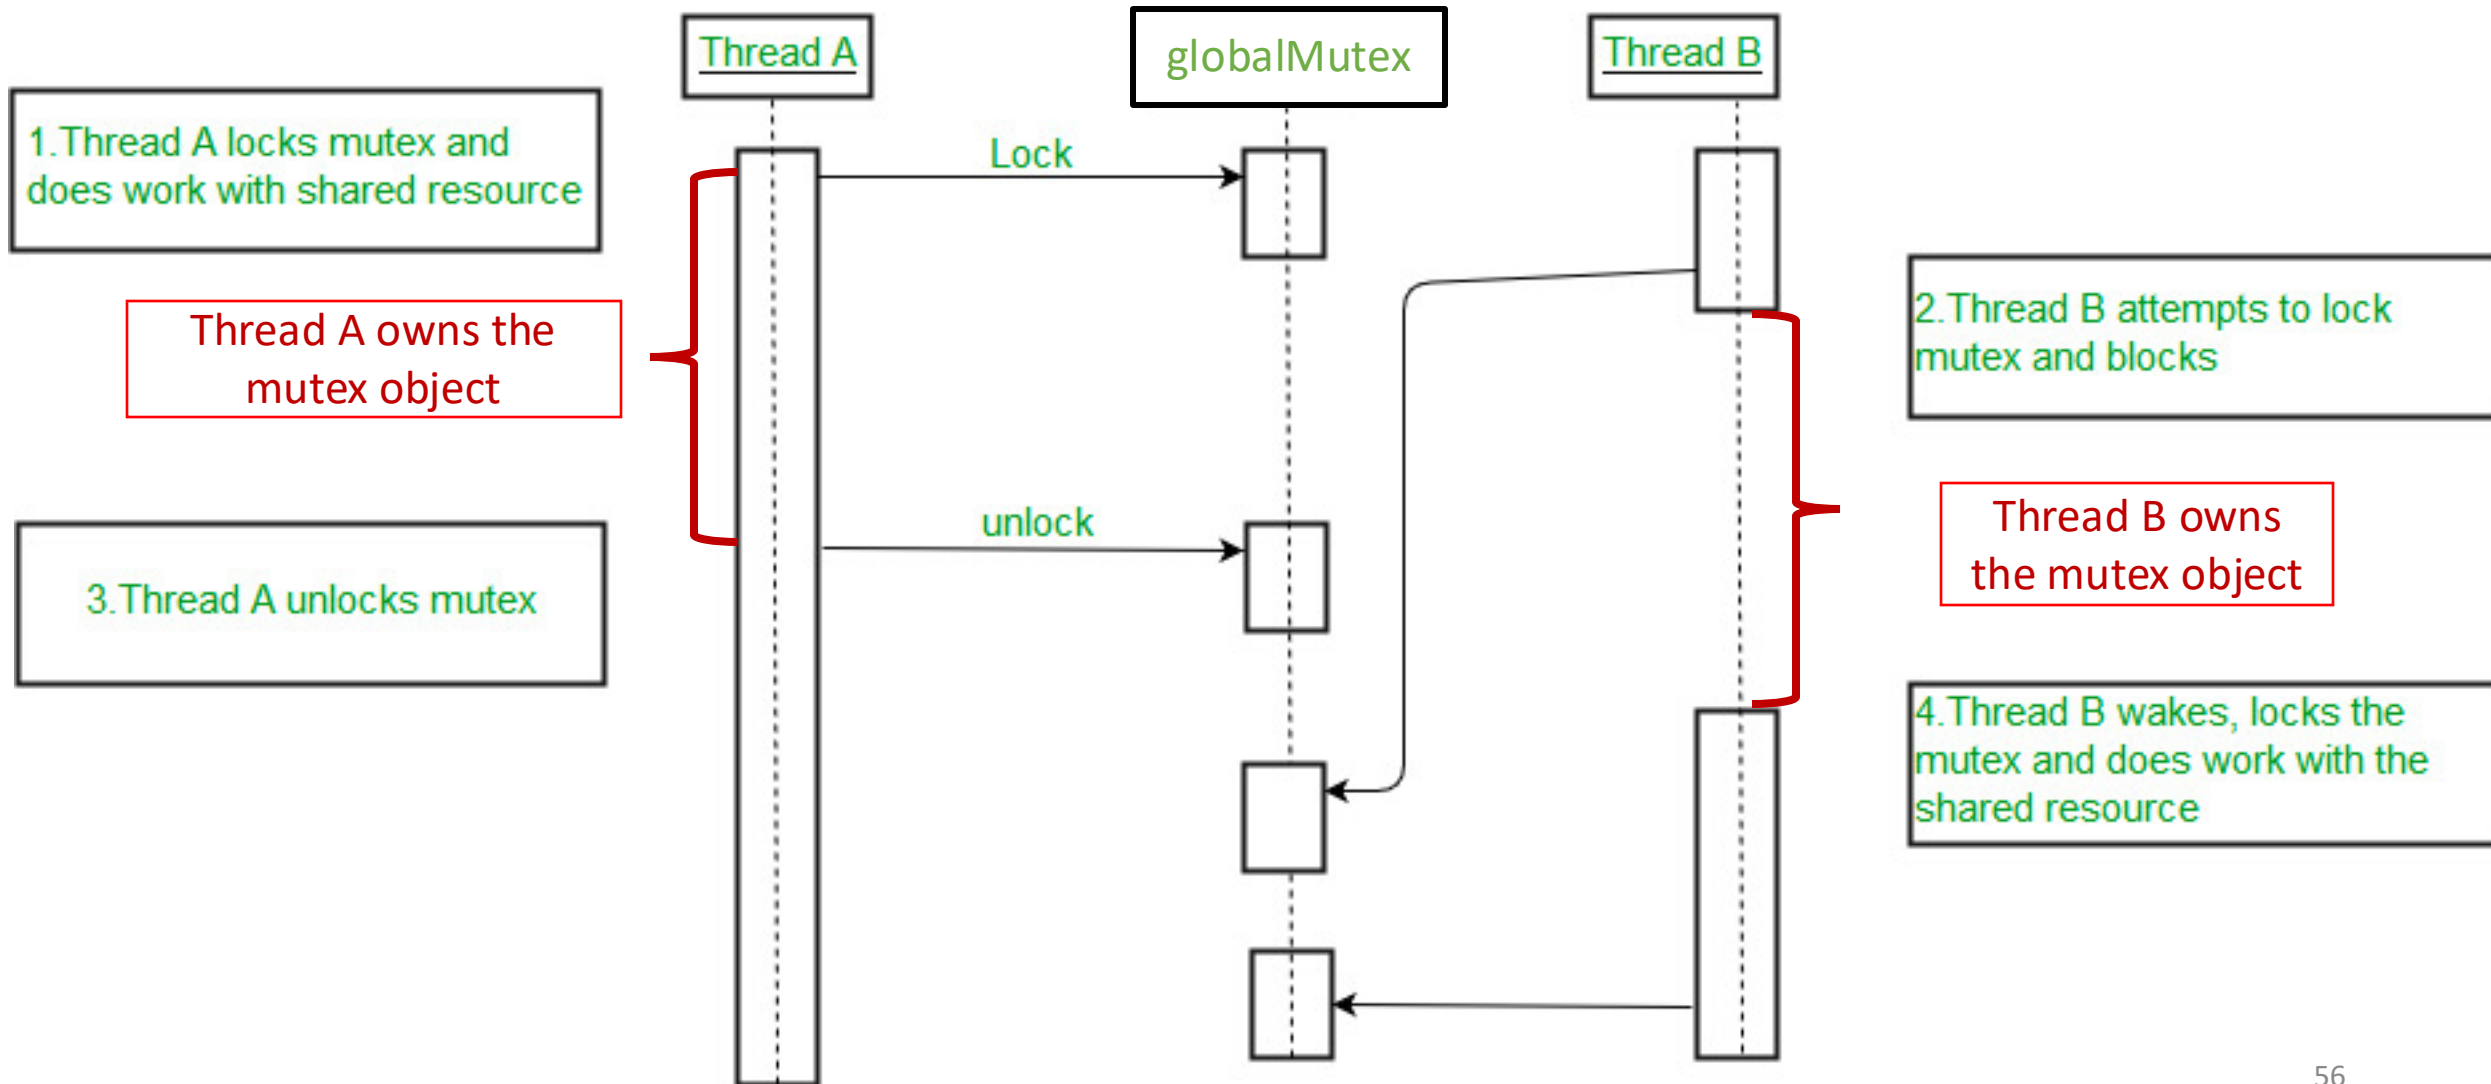 Thread A
globalMutex
Thread B
1.Thread A locks mutex and
does work with shared resource
Lock
2.Thread B attempts to lock
mutex and blocks
Thread A owns the
mutex object
unlock
3.Thread A unlocks mutex
Thread B owns
the mutex object
4.Thread B wakes, locks the
mutex and does work with the
shared resource
56